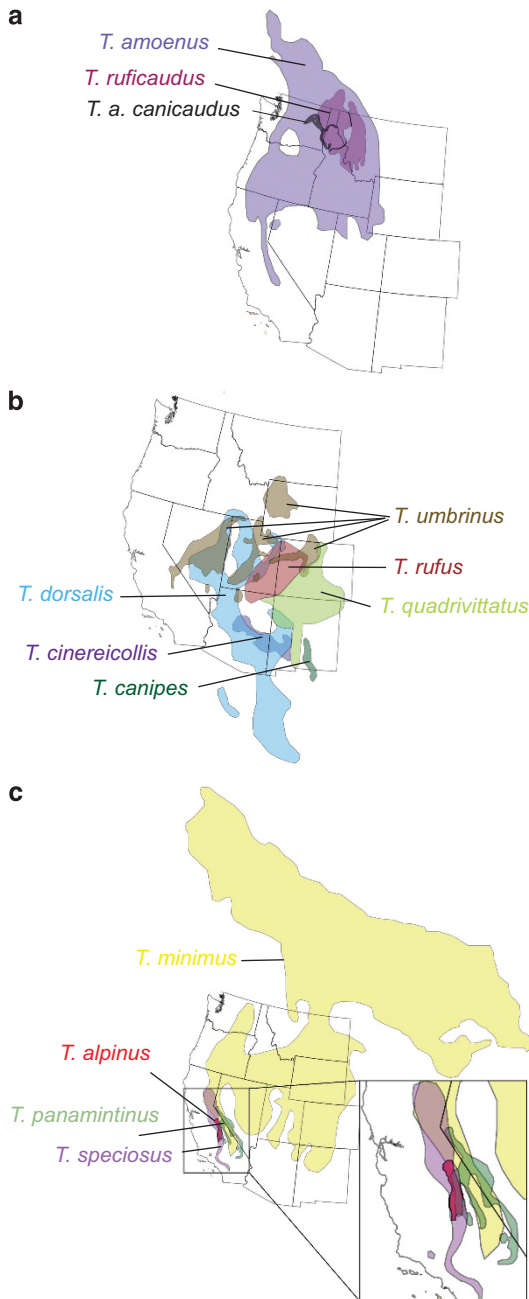 a
T. amoenus
T. ruficaudus
T. a. canicaudus
b
T. umbrinus
T. rufus
T. dorsalis
T. quadrivittatus
T. cinereicollis
T. canipes
c
T. minimus
T. alpinus
T. panamintinus
T. speciosus